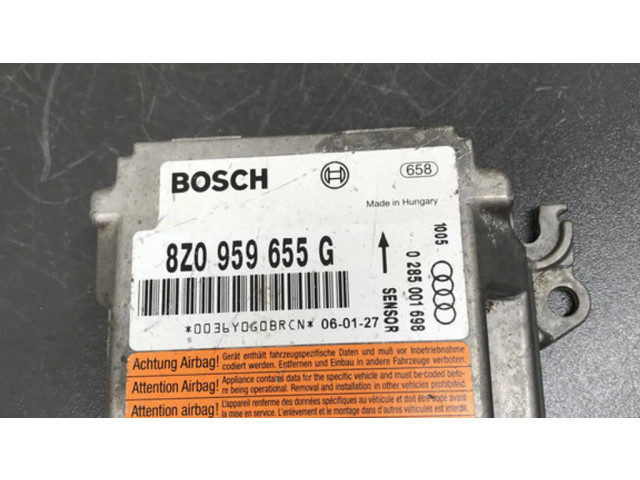 BOSCH
658
Made in Hungary
8Z0 959 655 G
*0036Y0G0BRCN* 06-01-27
SENSOR
0 285 001 698
1005
Achtung Airbag! Gerät enthält fahrzeugspezifische Daten und muß vor Inbetriebnahme
codiert werden. Entfernen und Einbau in andere Fahrzeuge verboten.
Attention Airbag! Appliance contains data for the specific vehicle and must be coded befo-
re being operational. Removal and installation in other vehicles prohibited.
Attention airbag! L'appareil renferme des données spécifiques au véhicule et doit être codé avant
la mise en service. L'enlèvement et le montage dans d'autres véhicules est interdit.